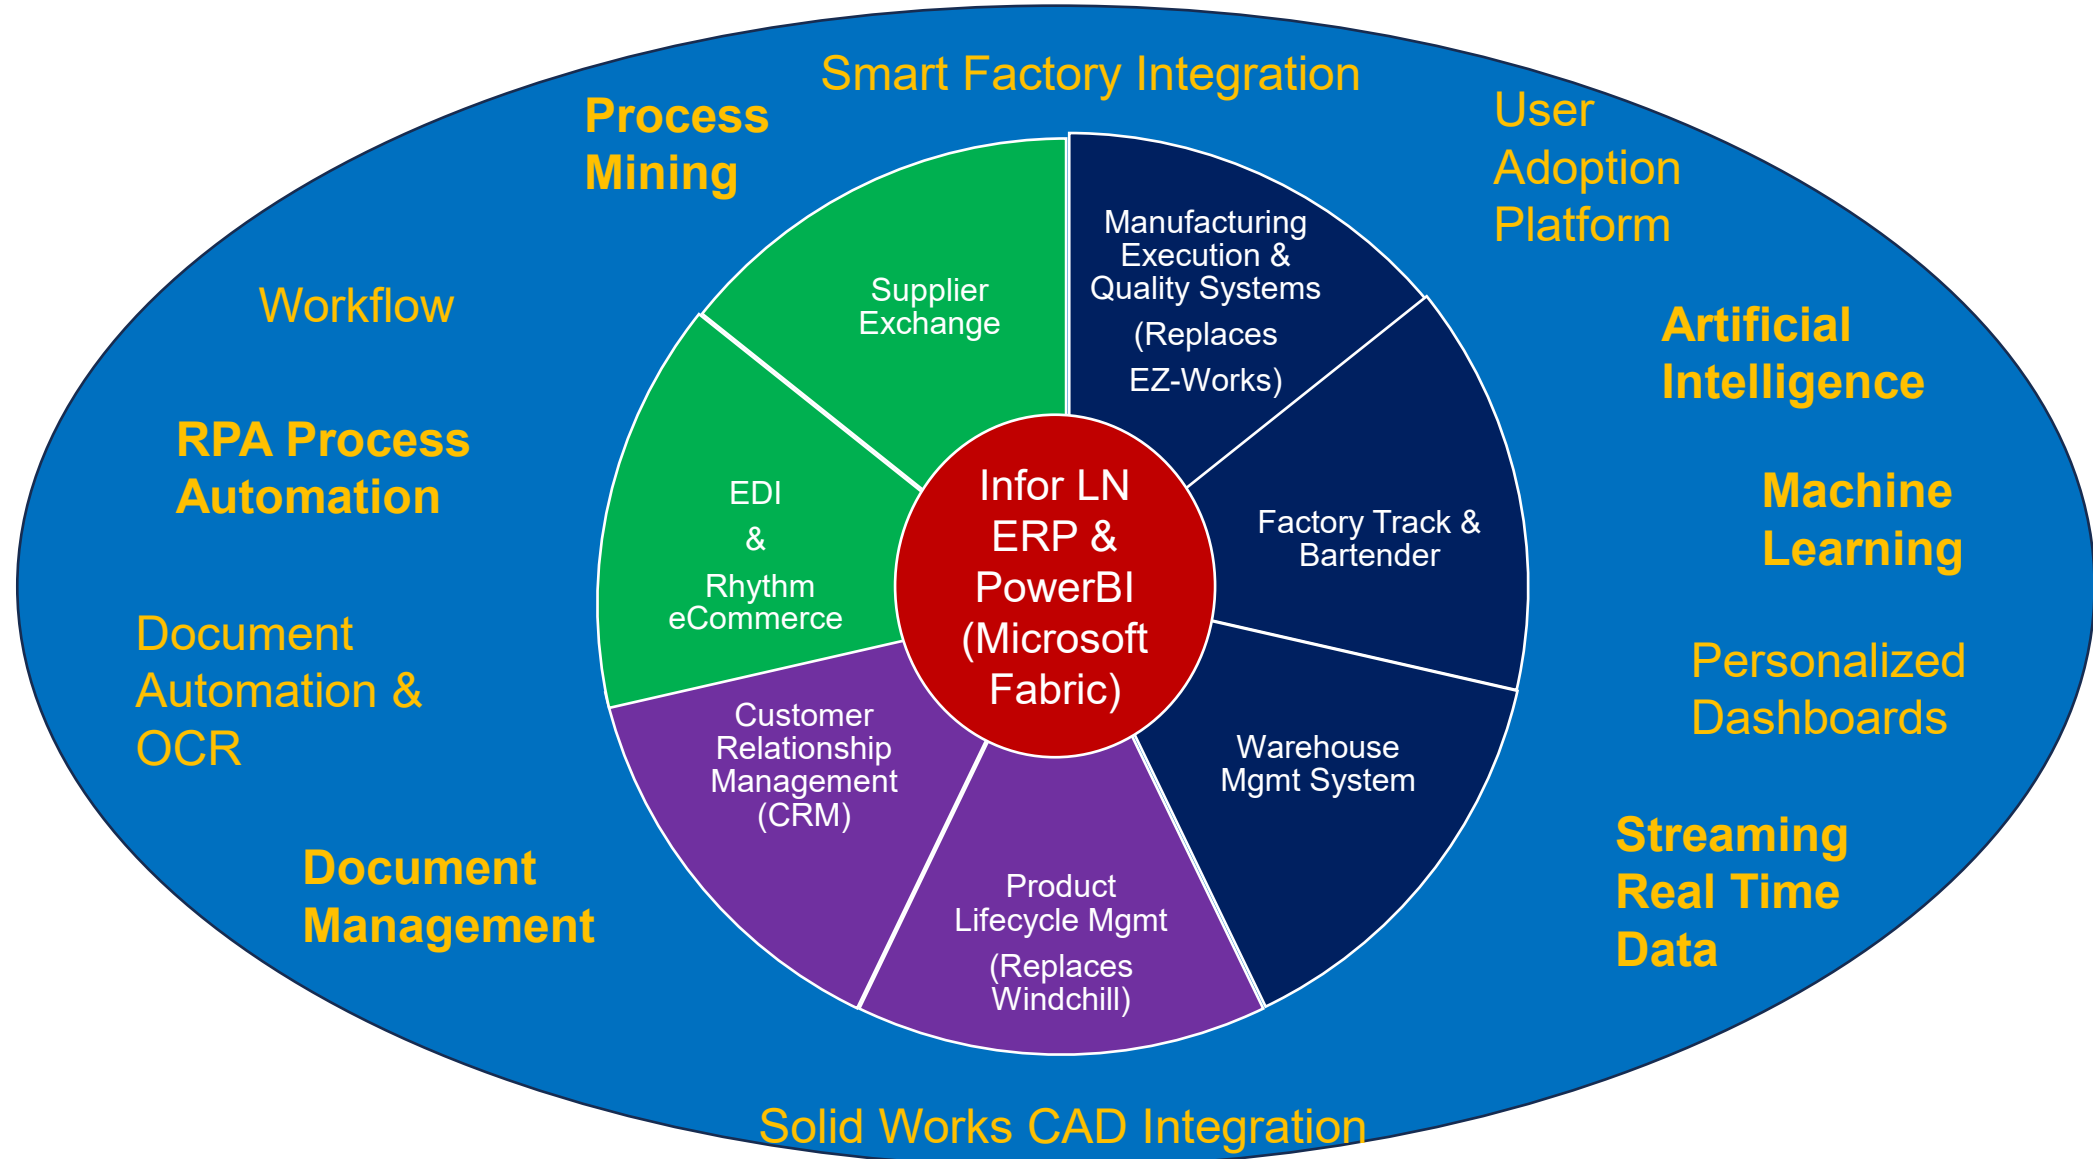 Smart Factory Integration
Process
Mining
User
Adoption
Platform
Workflow
Artificial
Intelligence
RPA Process
Automation
Machine
Learning
Document
Automation &
OCR
Personalized
Dashboards
Document
Management
Streaming
Real Time
Data
Solid Works CAD Integration
Supplier
Exchange
Manufacturing
Execution &
Quality Systems
(Replaces
EZ-Works)
EDI
&
Rhythm
eCommerce
Infor LN
ERP &
PowerBI
(Microsoft
Fabric)
Factory Track &
Bartender
Customer
Relationship
Management
(CRM)
Warehouse
Mgmt System
Product
Lifecycle Mgmt
(Replaces
Windchill)